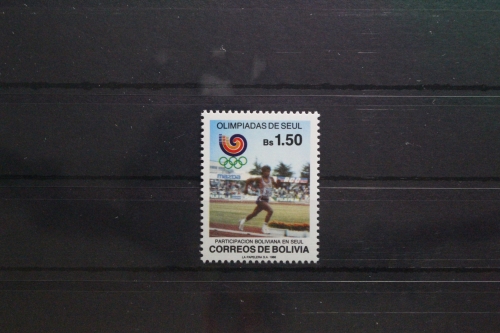 OLIMPIADAS DE SEUL
Bs 1.50
PARTICIPACION BOLIVIANA EN SEUL
CORREOS DE BOLIVIA